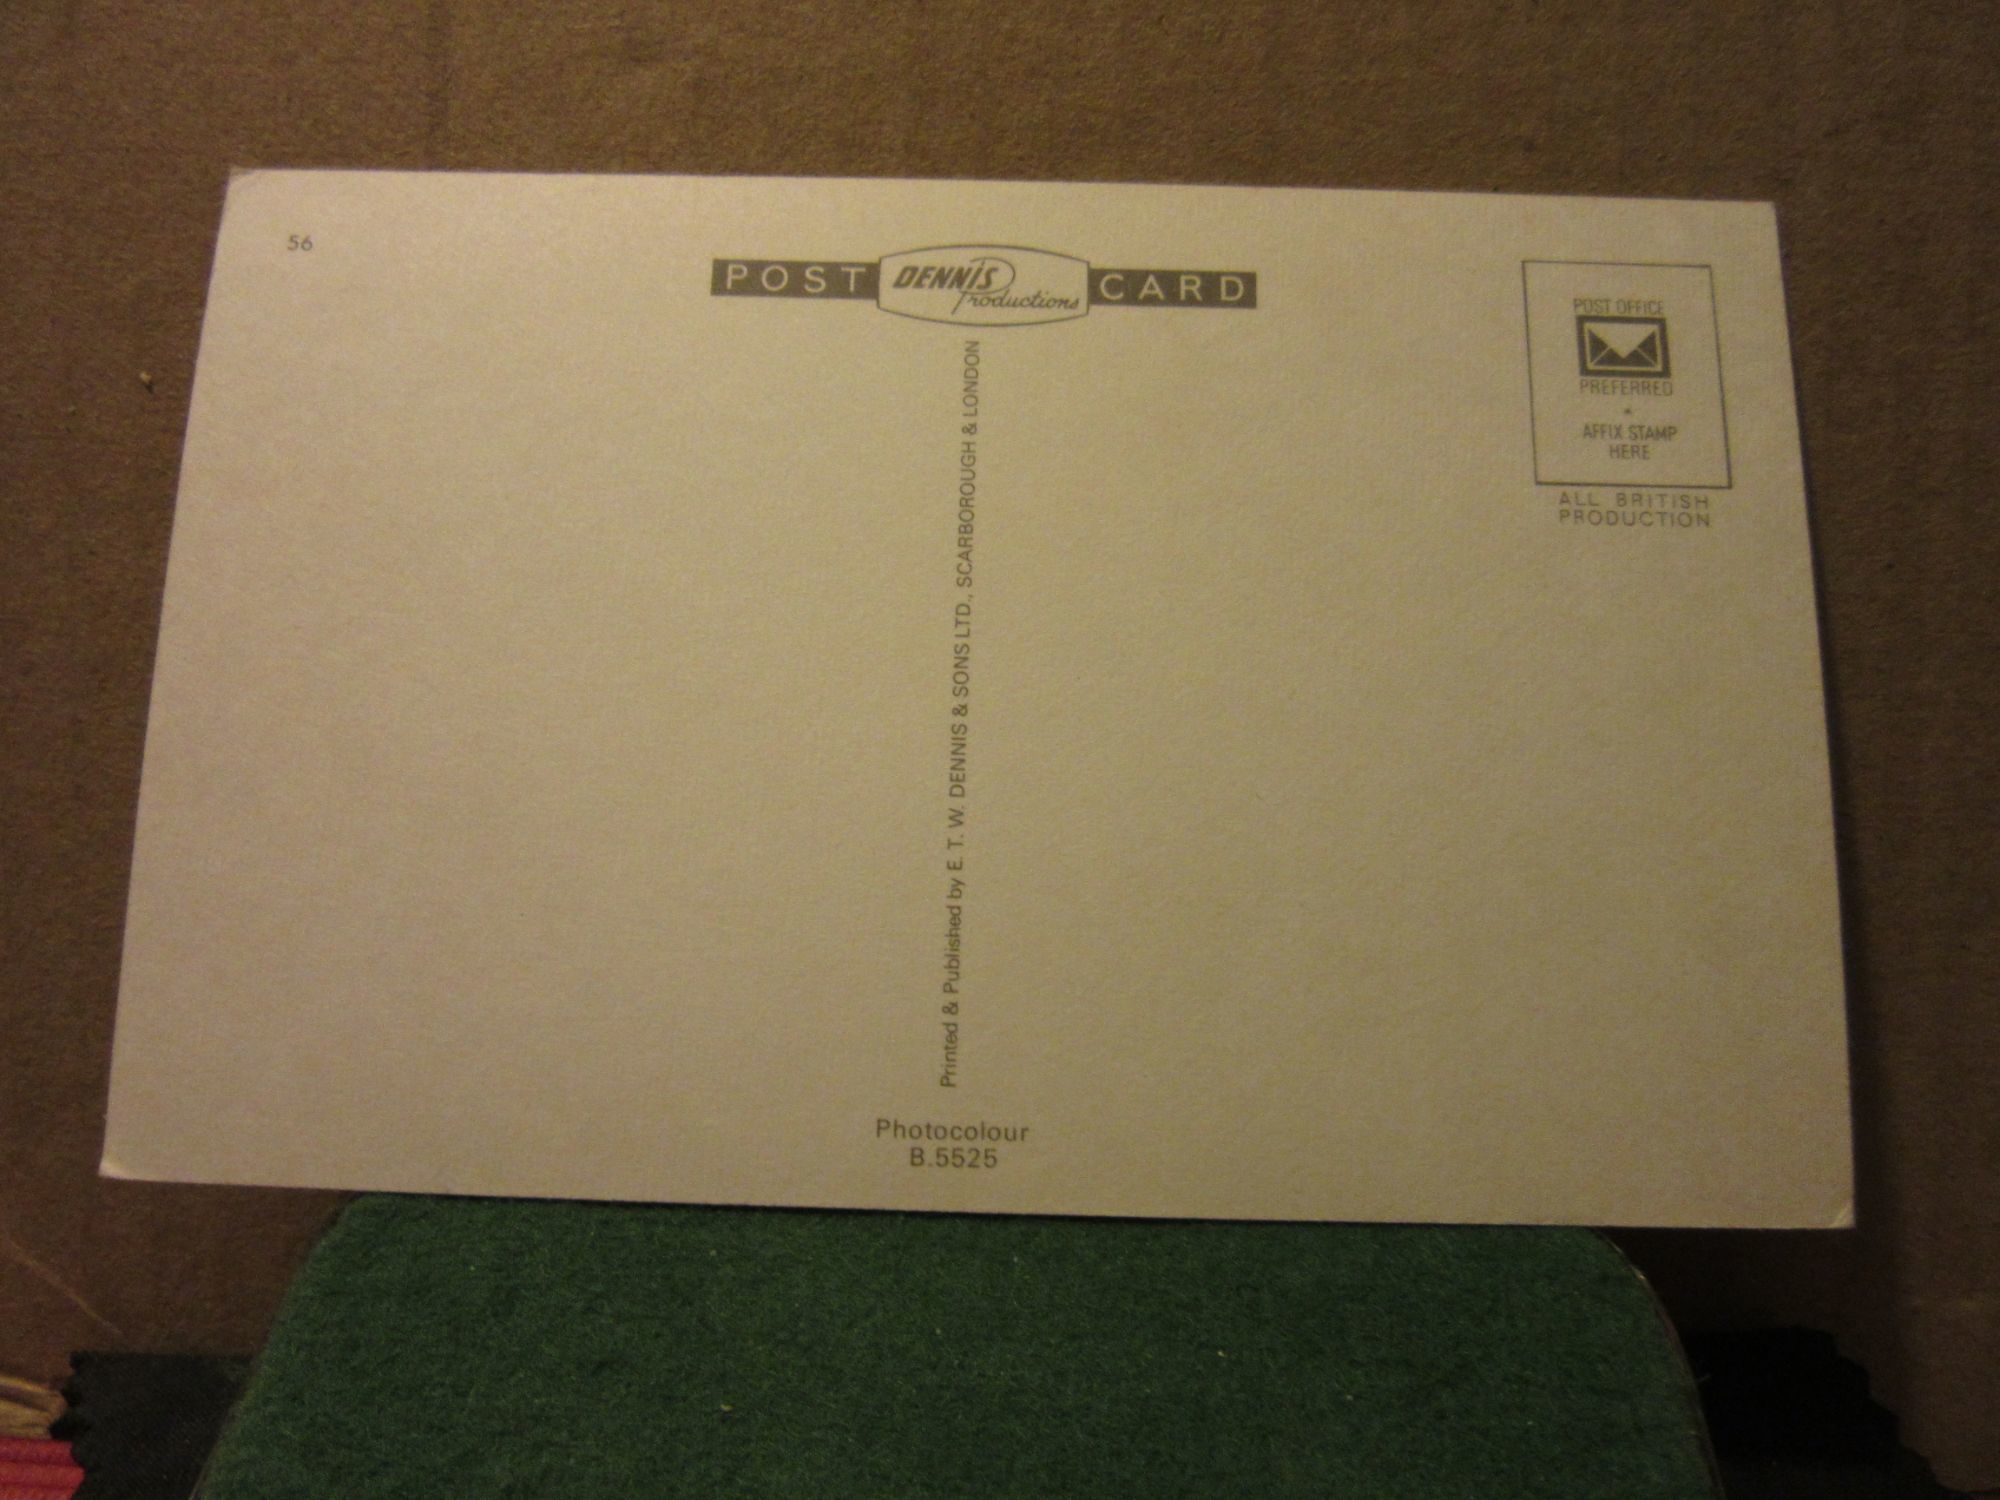 56
POST DENNIS Productions CARD
POST OFFICE
PREFERRED
AFFIX STAMP
HERE
ALL BRITISH
PRODUCTION
Printed & Published by E. T. W. DENNIS & SONS LTD., SCARBOROUGH & LONDON
Photocolour
B.5525